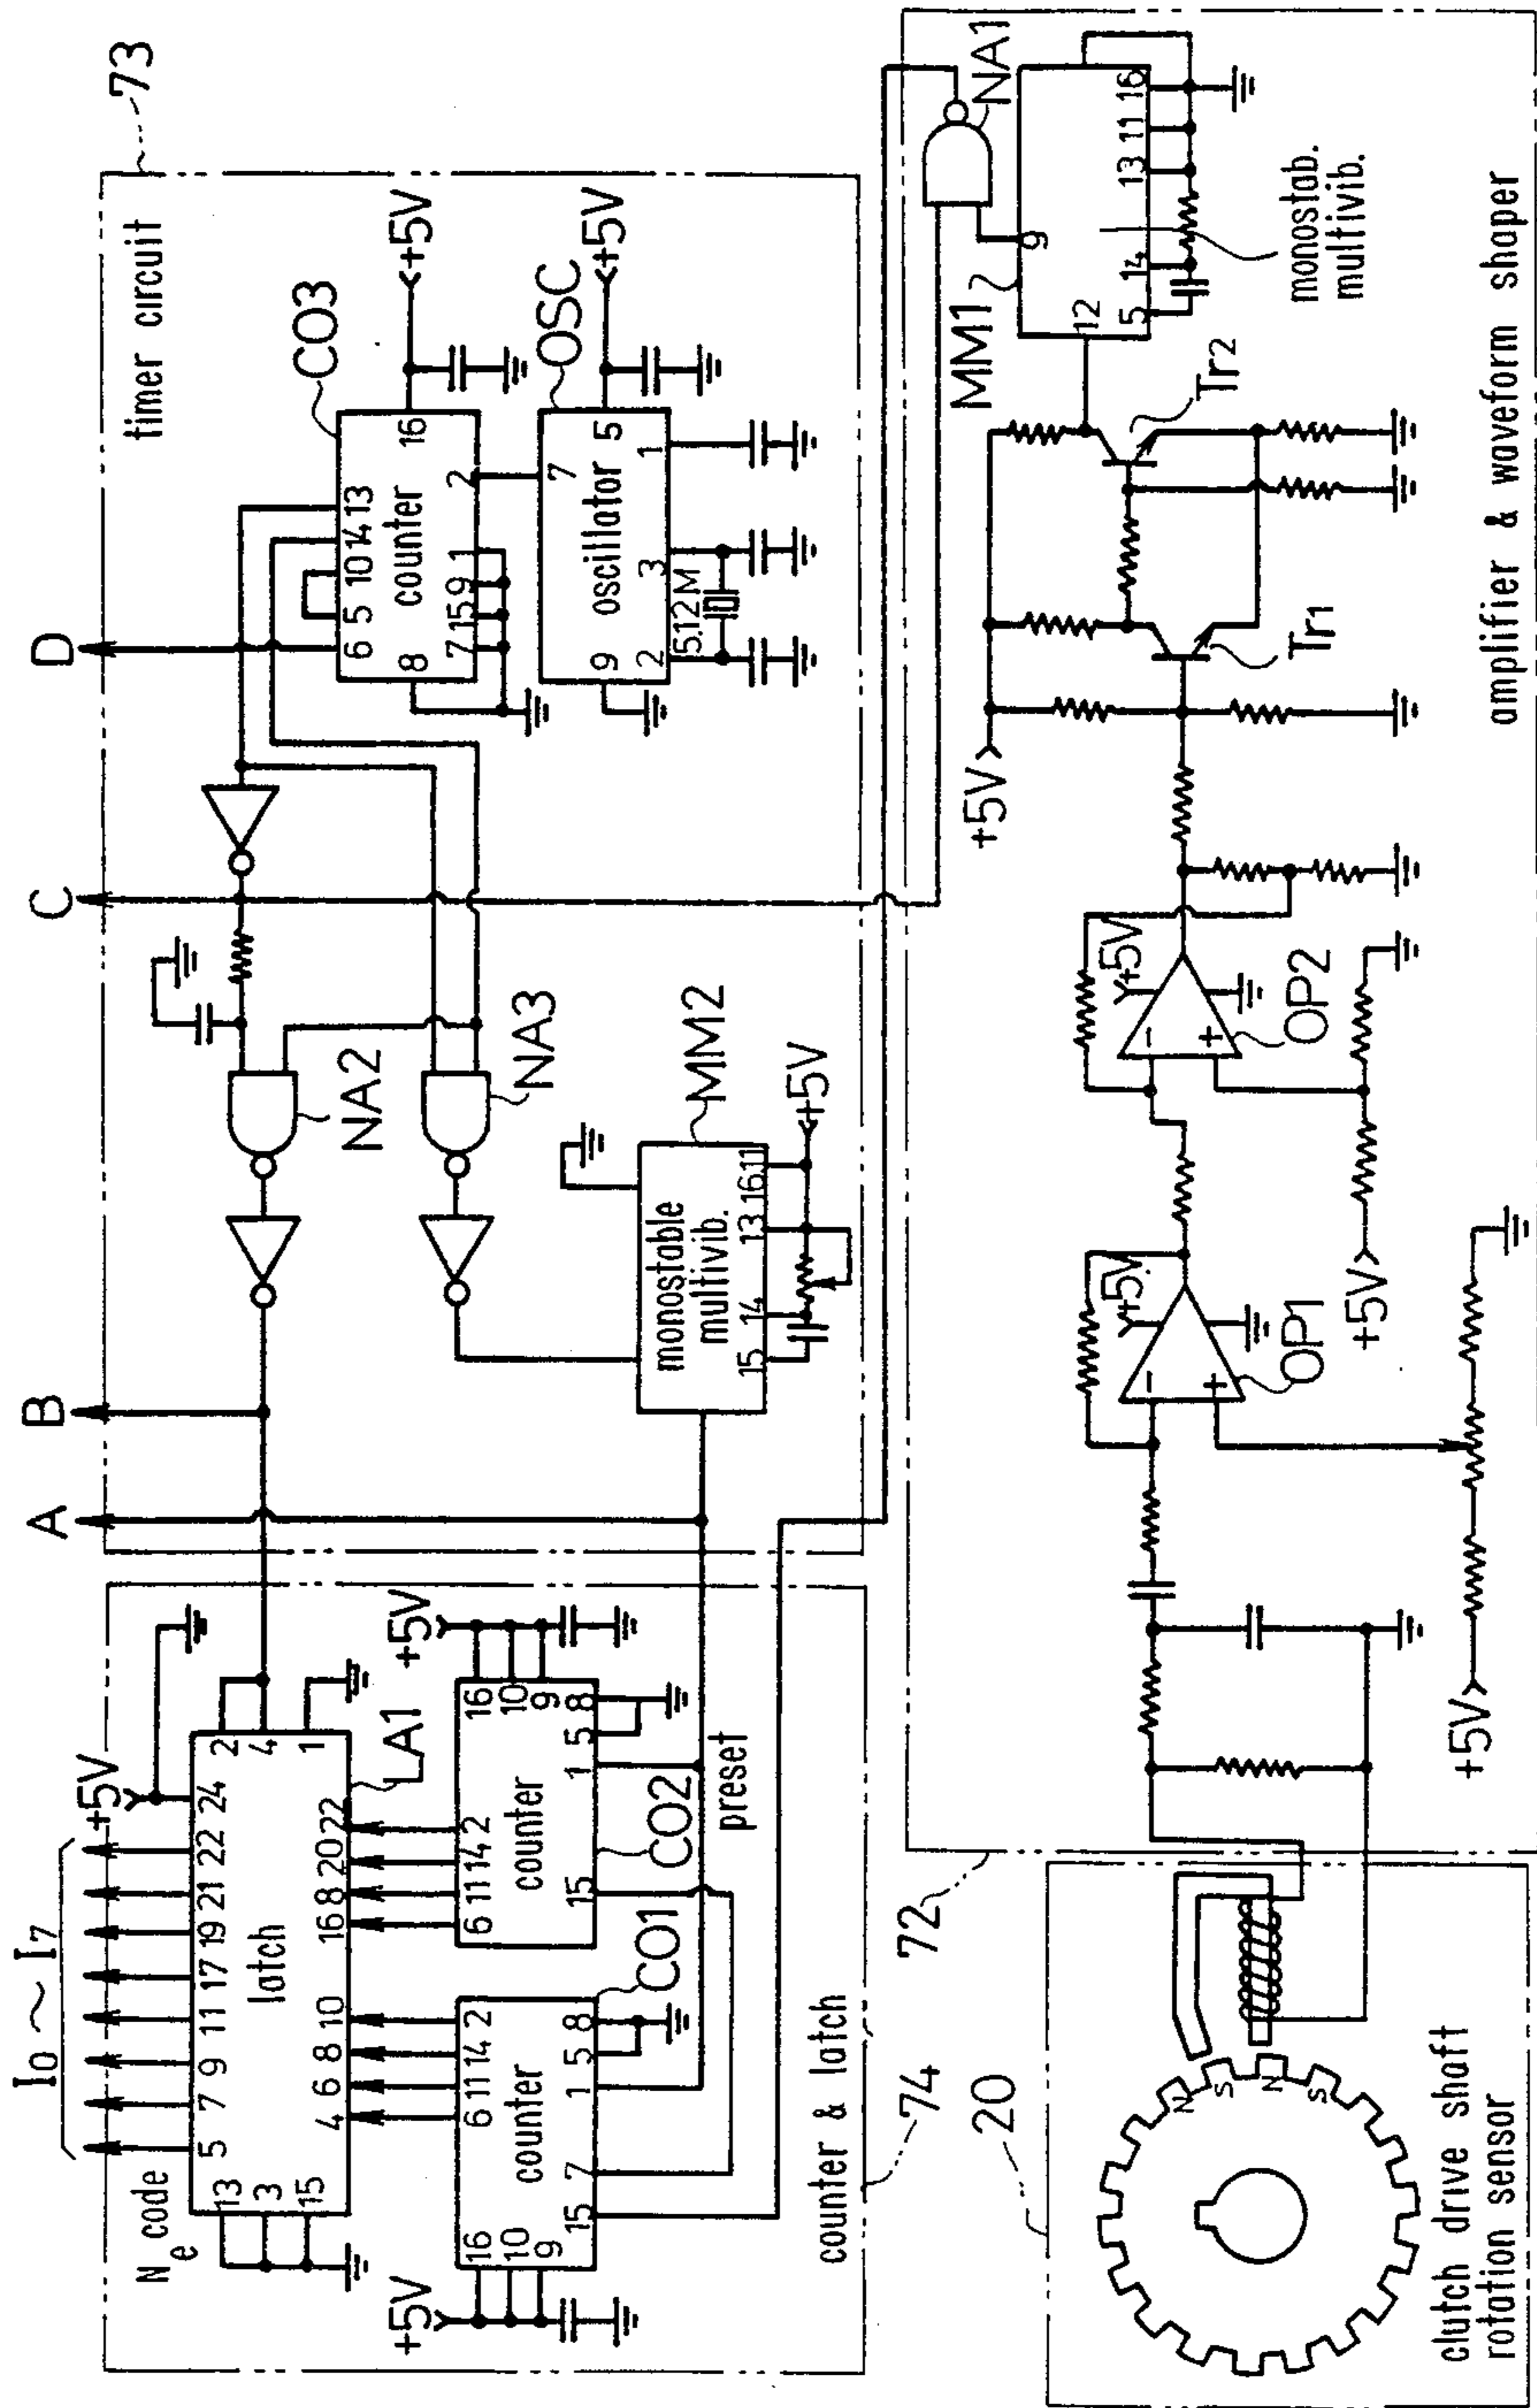 I0 ~ I7
Ne code
5 7 9 11 17 19 21 22 24
+5V
13
3
15
latch
2
4
1
LA1
4 6 8 10 16 8 20 22
6 11 14 2
6 11 14 2
+5V
16
10
9
counter
15 7 1 5 8
CO1
counter
15 1 5 8
16
10
9
+5V
CO2
preset
counter & latch
74
A
B
C
D
73
timer circuit
NA2
NA3
MM2
monostable
multivib.
15 14 13 16 11
+5V
6 5 10 14 13
8
counter
16
7 15 9 1 2
CO3
+5V
7
9
oscillator
5
2 3 1
5.12 M
OSC
+5V
20
N
S
N
S
clutch drive shaft
rotation sensor
72
+5V
-
+
+5V
OP1
+5V
-
+
+5V
OP2
+5V
Tr1
Tr2
MM1
12
9
5 14 13 11 16
monostab.
multivib.
NA1
amplifier & waveform shaper